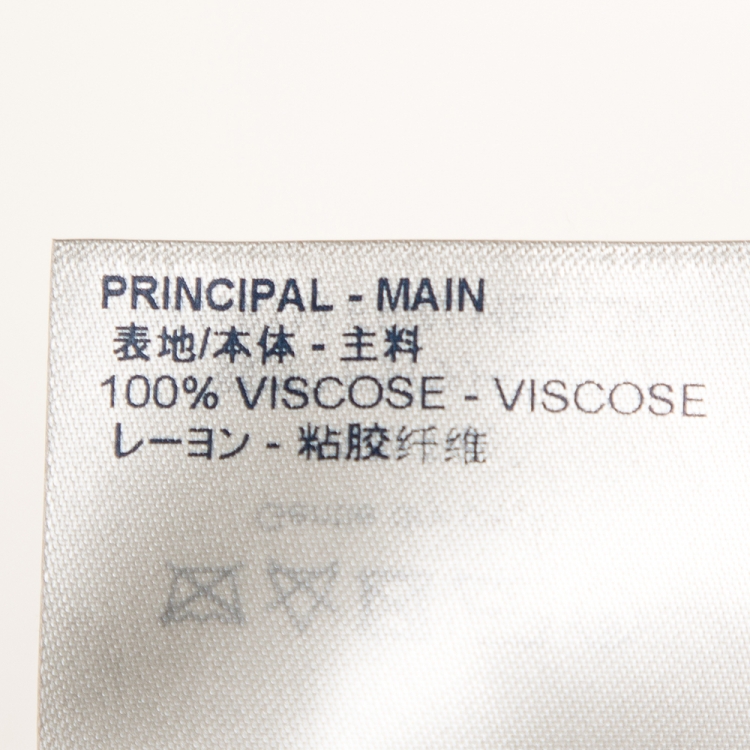 PRINCIPAL - MAIN
表地/本体 - 主料
100% VISCOSE - VISCOSE
レーヨン - 粘胶纤维